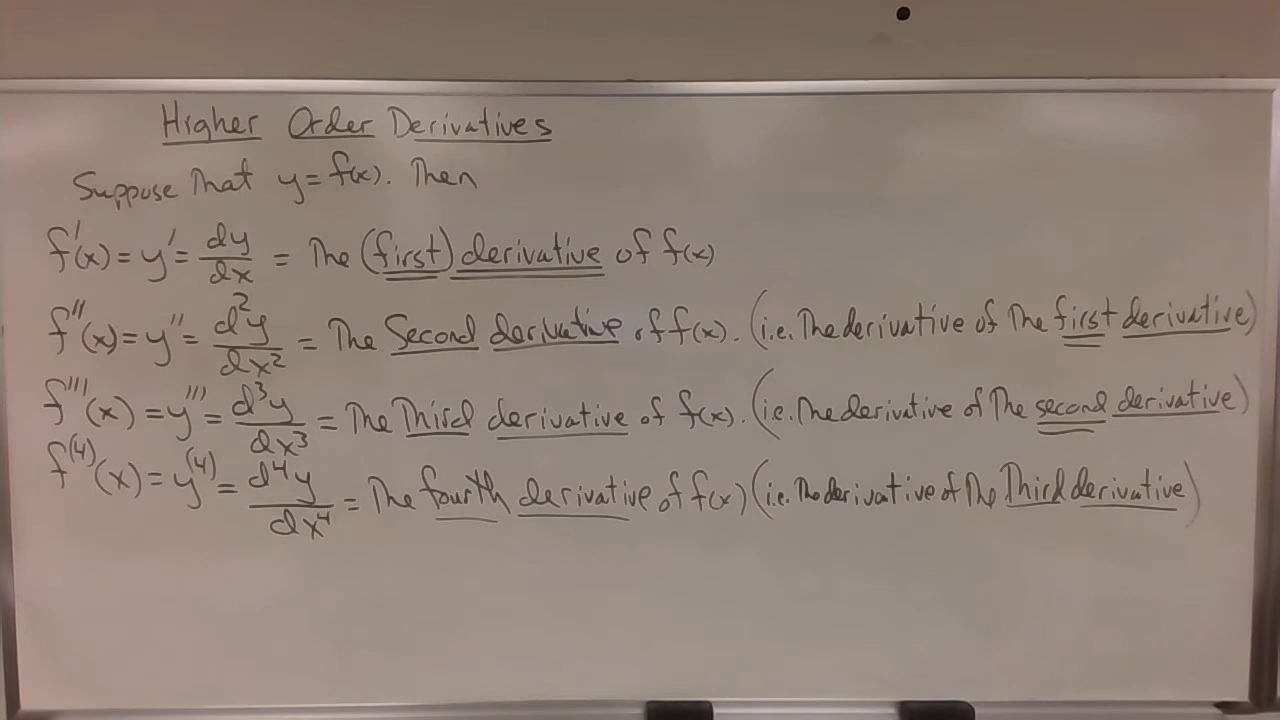 Higher Order Derivatives
Suppose That y = f(x). Then
f'(x) = y' = dy/dx = The (first) derivative of f(x)
f''(x) = y'' = d²y/dx² = The Second derivative of f(x). (i.e. The derivative of The first derivative)
f'''(x) = y''' = d³y/dx³ = The Third derivative of f(x). (i.e. The derivative of The second derivative)
f⁽⁴⁾(x) = y⁽⁴⁾ = d⁴y/dx⁴ = The fourth derivative of f(x) (i.e. The derivative of The Third derivative)